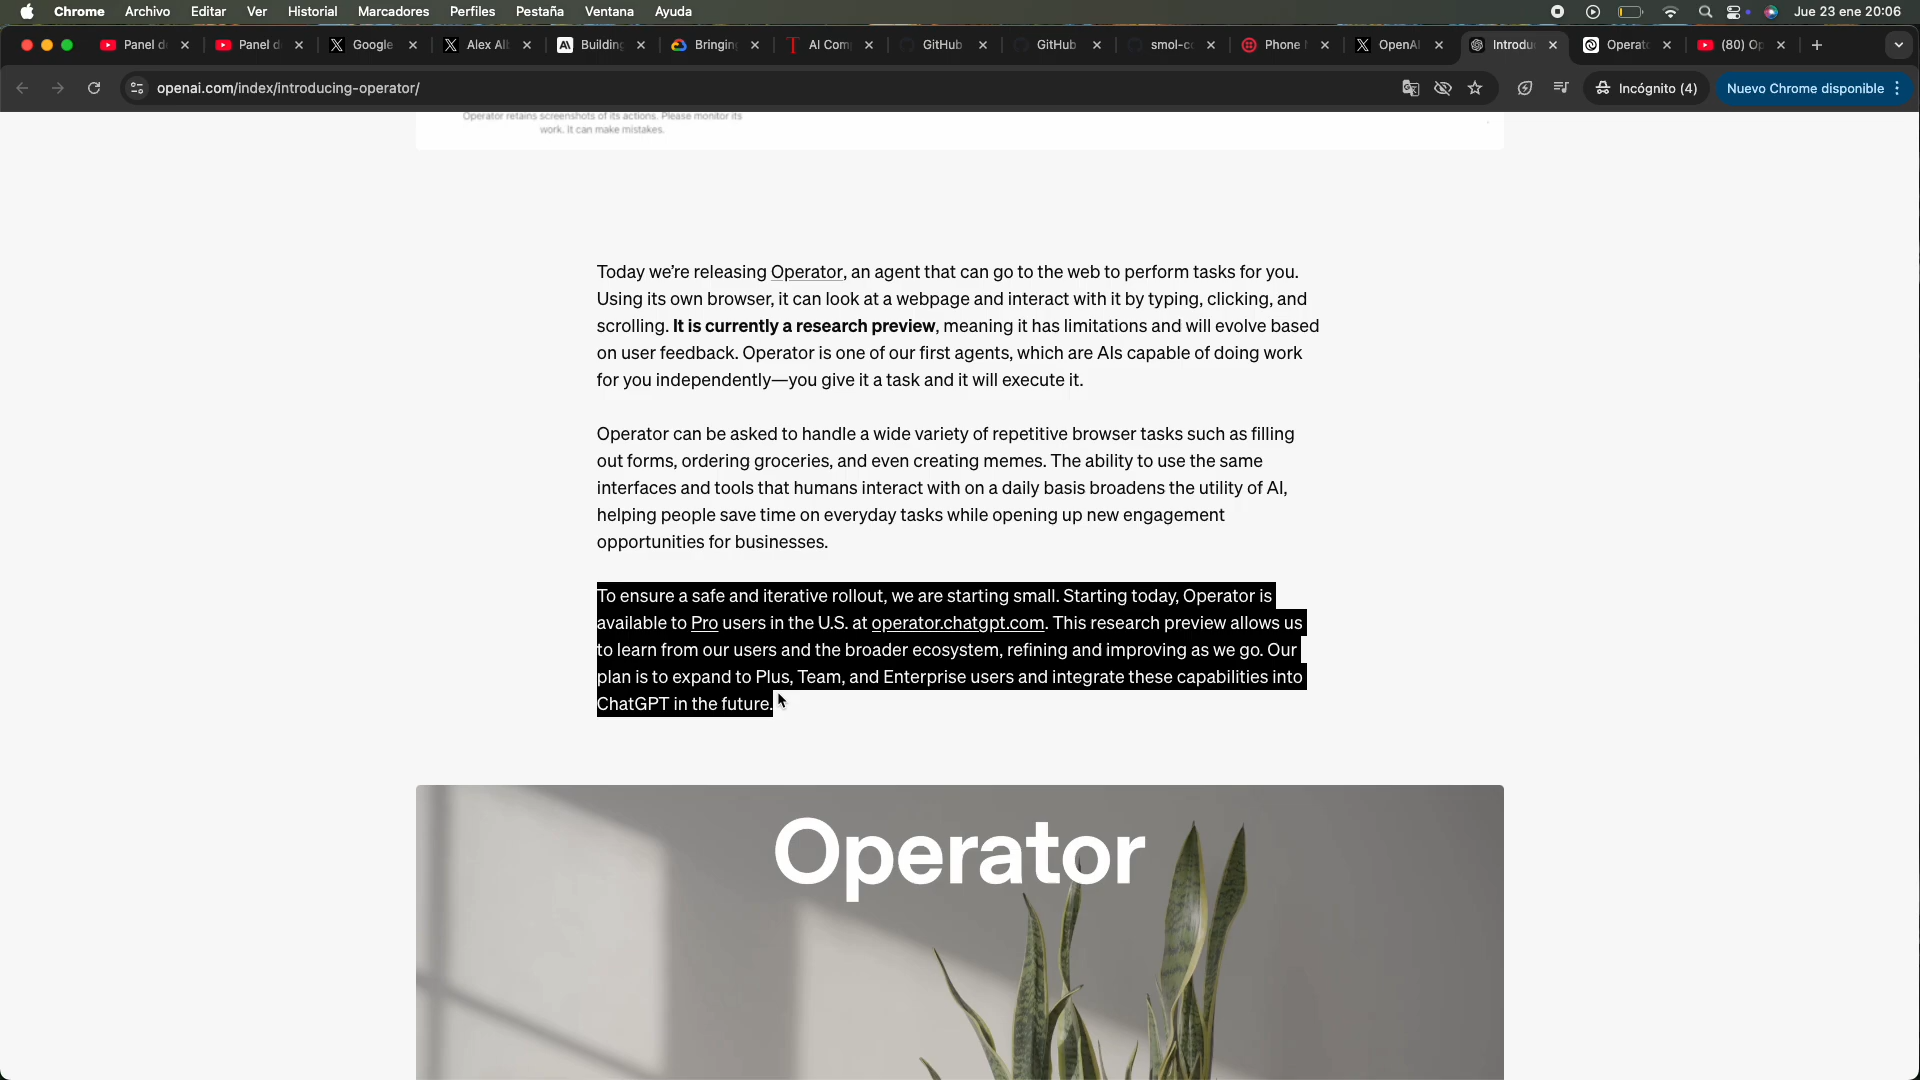 Chrome Archivo Editar Ver Historial Marcadores Perfiles Pestaña Ventana Ayuda Jue 23 ene 20:06
Panel d Panel d Google Alex Alb Building Bringing AI Com GitHub GitHub smol-co Phone OpenAI Introdu Operato (80) Op
openai.com/index/introducing-operator/ Incógnito (4) Nuevo Chrome disponible
Operator retains screenshots of its actions. Please monitor its
work. It can make mistakes.
Today we’re releasing Operator, an agent that can go to the web to perform tasks for you.
Using its own browser, it can look at a webpage and interact with it by typing, clicking, and
scrolling. It is currently a research preview, meaning it has limitations and will evolve based
on user feedback. Operator is one of our first agents, which are AIs capable of doing work
for you independently—you give it a task and it will execute it.
Operator can be asked to handle a wide variety of repetitive browser tasks such as filling
out forms, ordering groceries, and even creating memes. The ability to use the same
interfaces and tools that humans interact with on a daily basis broadens the utility of AI,
helping people save time on everyday tasks while opening up new engagement
opportunities for businesses.
To ensure a safe and iterative rollout, we are starting small. Starting today, Operator is
available to Pro users in the U.S. at operator.chatgpt.com. This research preview allows us
to learn from our users and the broader ecosystem, refining and improving as we go. Our
plan is to expand to Plus, Team, and Enterprise users and integrate these capabilities into
ChatGPT in the future.
Operator